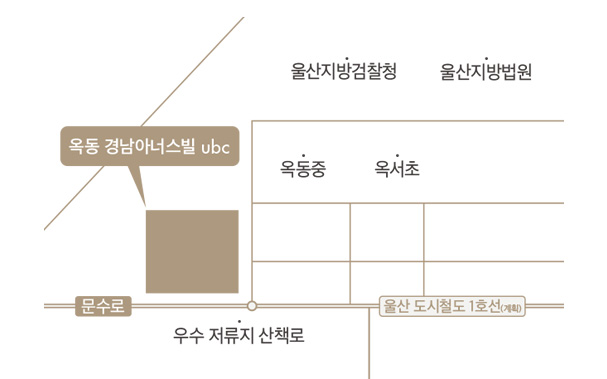 울산지방검찰청
울산지방법원
옥동 경남아너스빌 ubc
옥동중
옥서초
문수로
울산 도시철도 1호선(계획)
우수 저류지 산책로